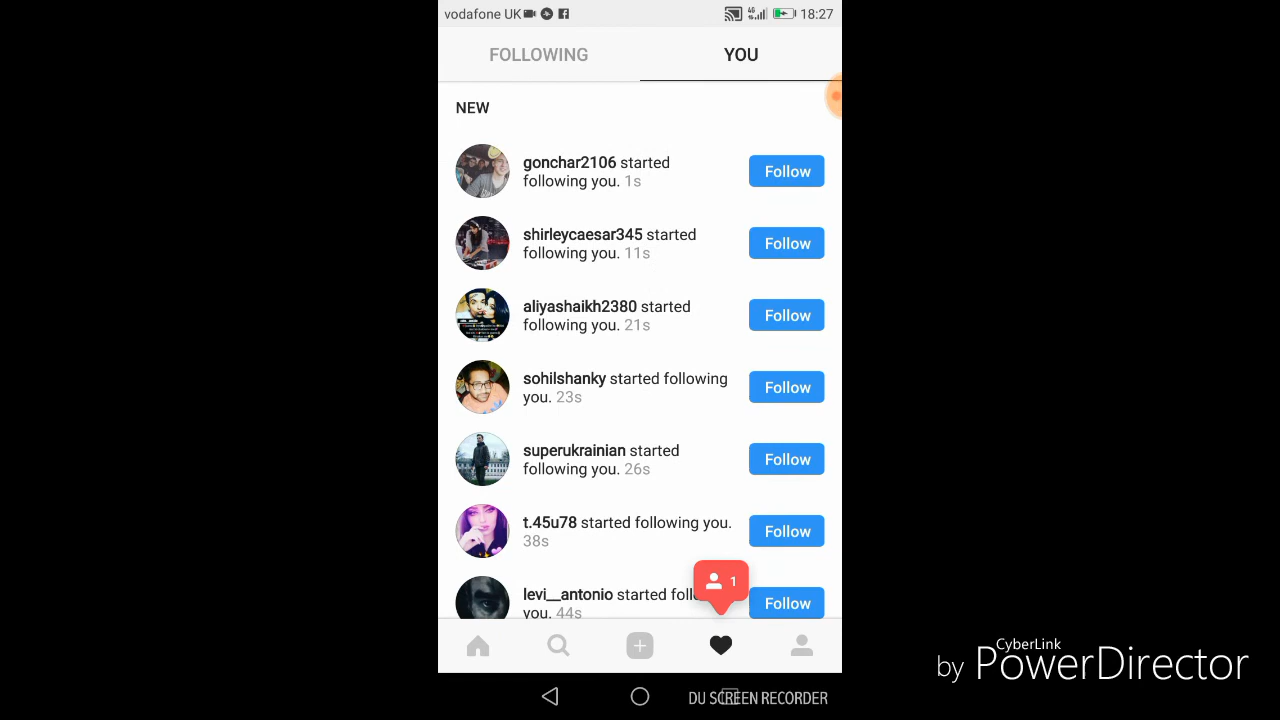 vodafone UK 4G 18:27
FOLLOWING YOU
NEW
gonchar2106 started
following you. 1s
Follow
shirleycaesar345 started
following you. 11s
Follow
aliyashaikh2380 started
following you. 21s
Follow
sohilshanky started following
you. 23s
Follow
superukrainian started
following you. 26s
Follow
t.45u78 started following you.
38s
Follow
levi__antonio started foll
you. 44s
Follow
1
DU SCREEN RECORDER
CyberLink
by PowerDirector